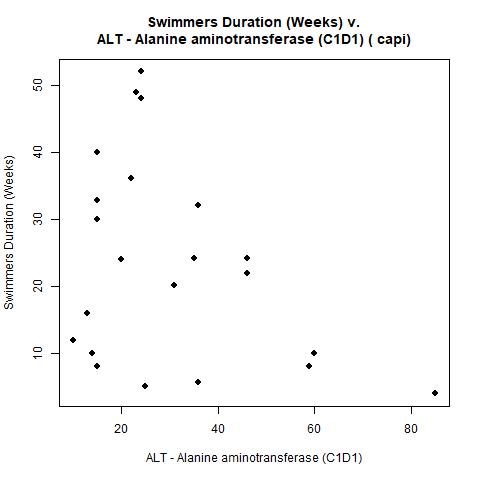 Swimmers Duration (Weeks) v.
ALT - Alanine aminotransferase (C1D1) ( capi)
Swimmers Duration (Weeks)
50
40
30
20
10
20
40
60
80
ALT - Alanine aminotransferase (C1D1)